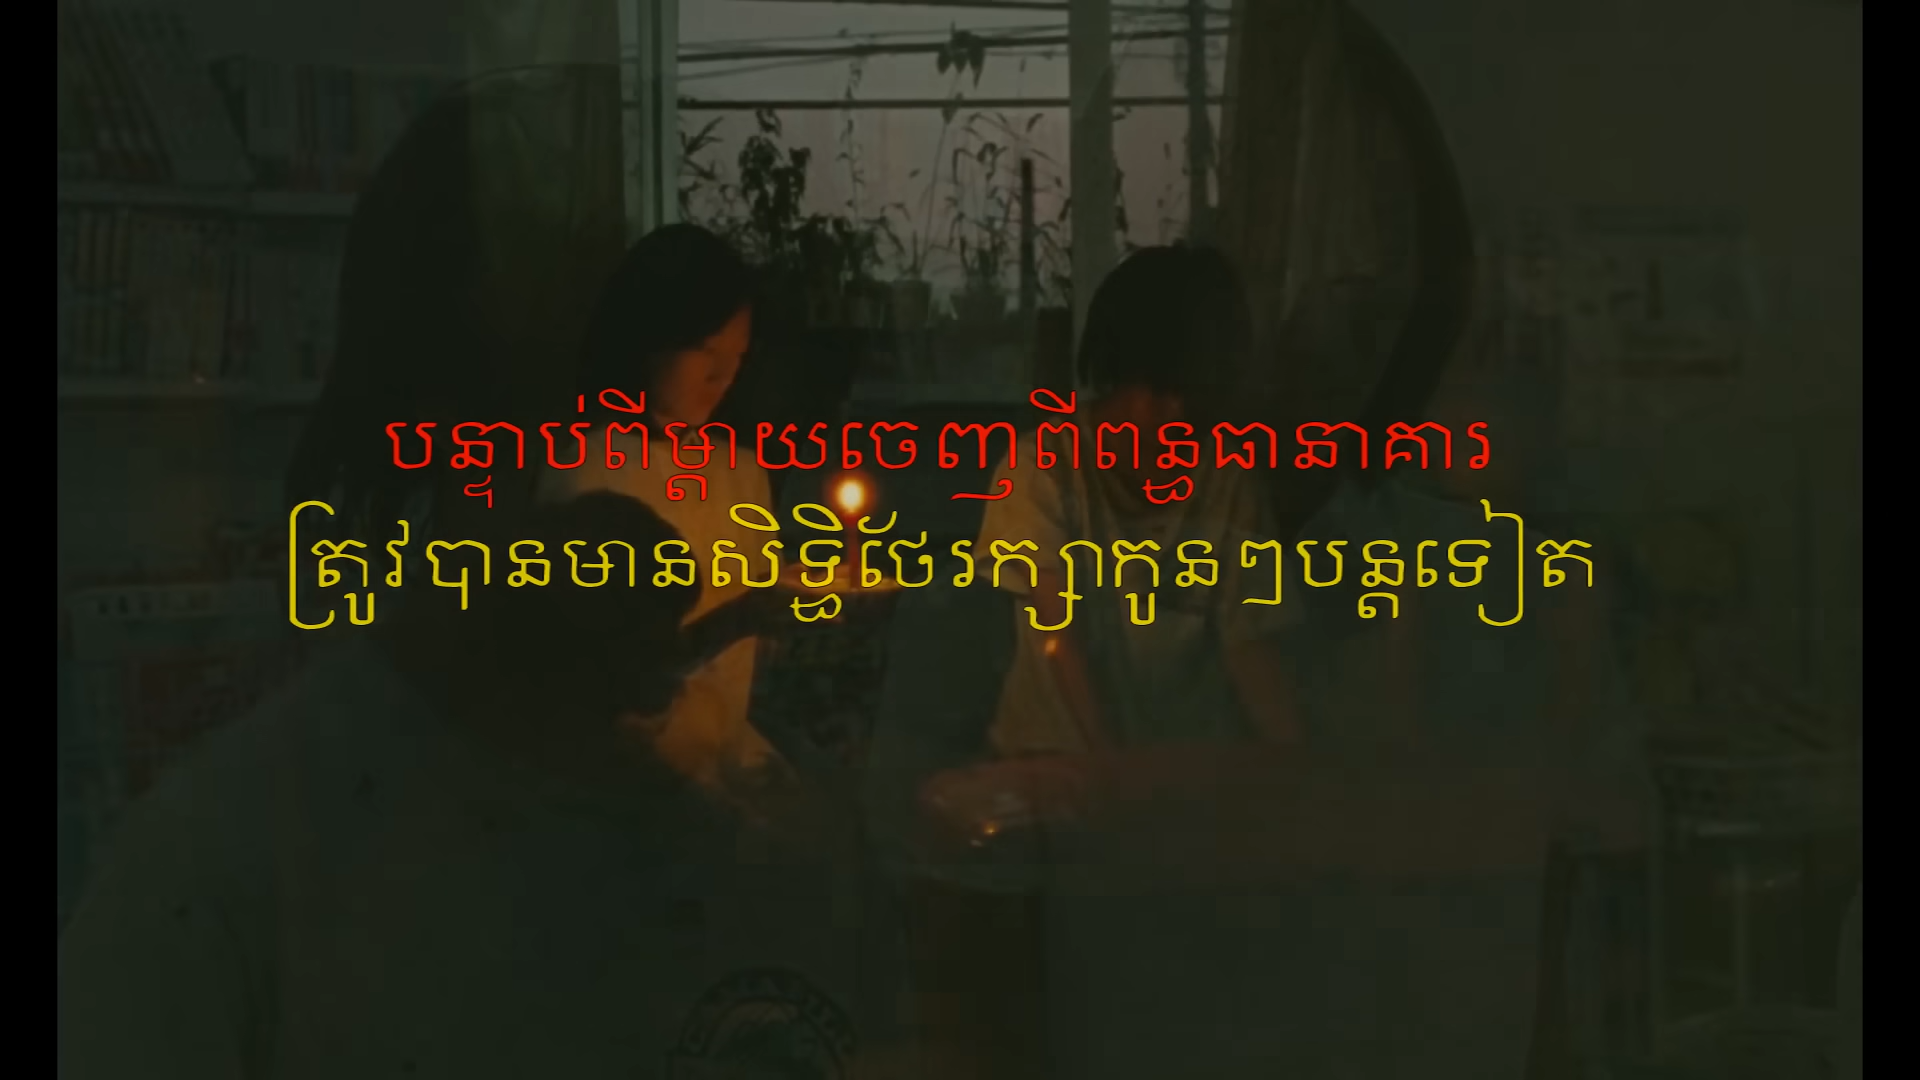 បន្ទាប់ពីម្ដាយចេញពីពន្ធធានាគារ
ត្រូវបានមានសិទ្ធិថែរក្សាកូនៗបន្តទៀត